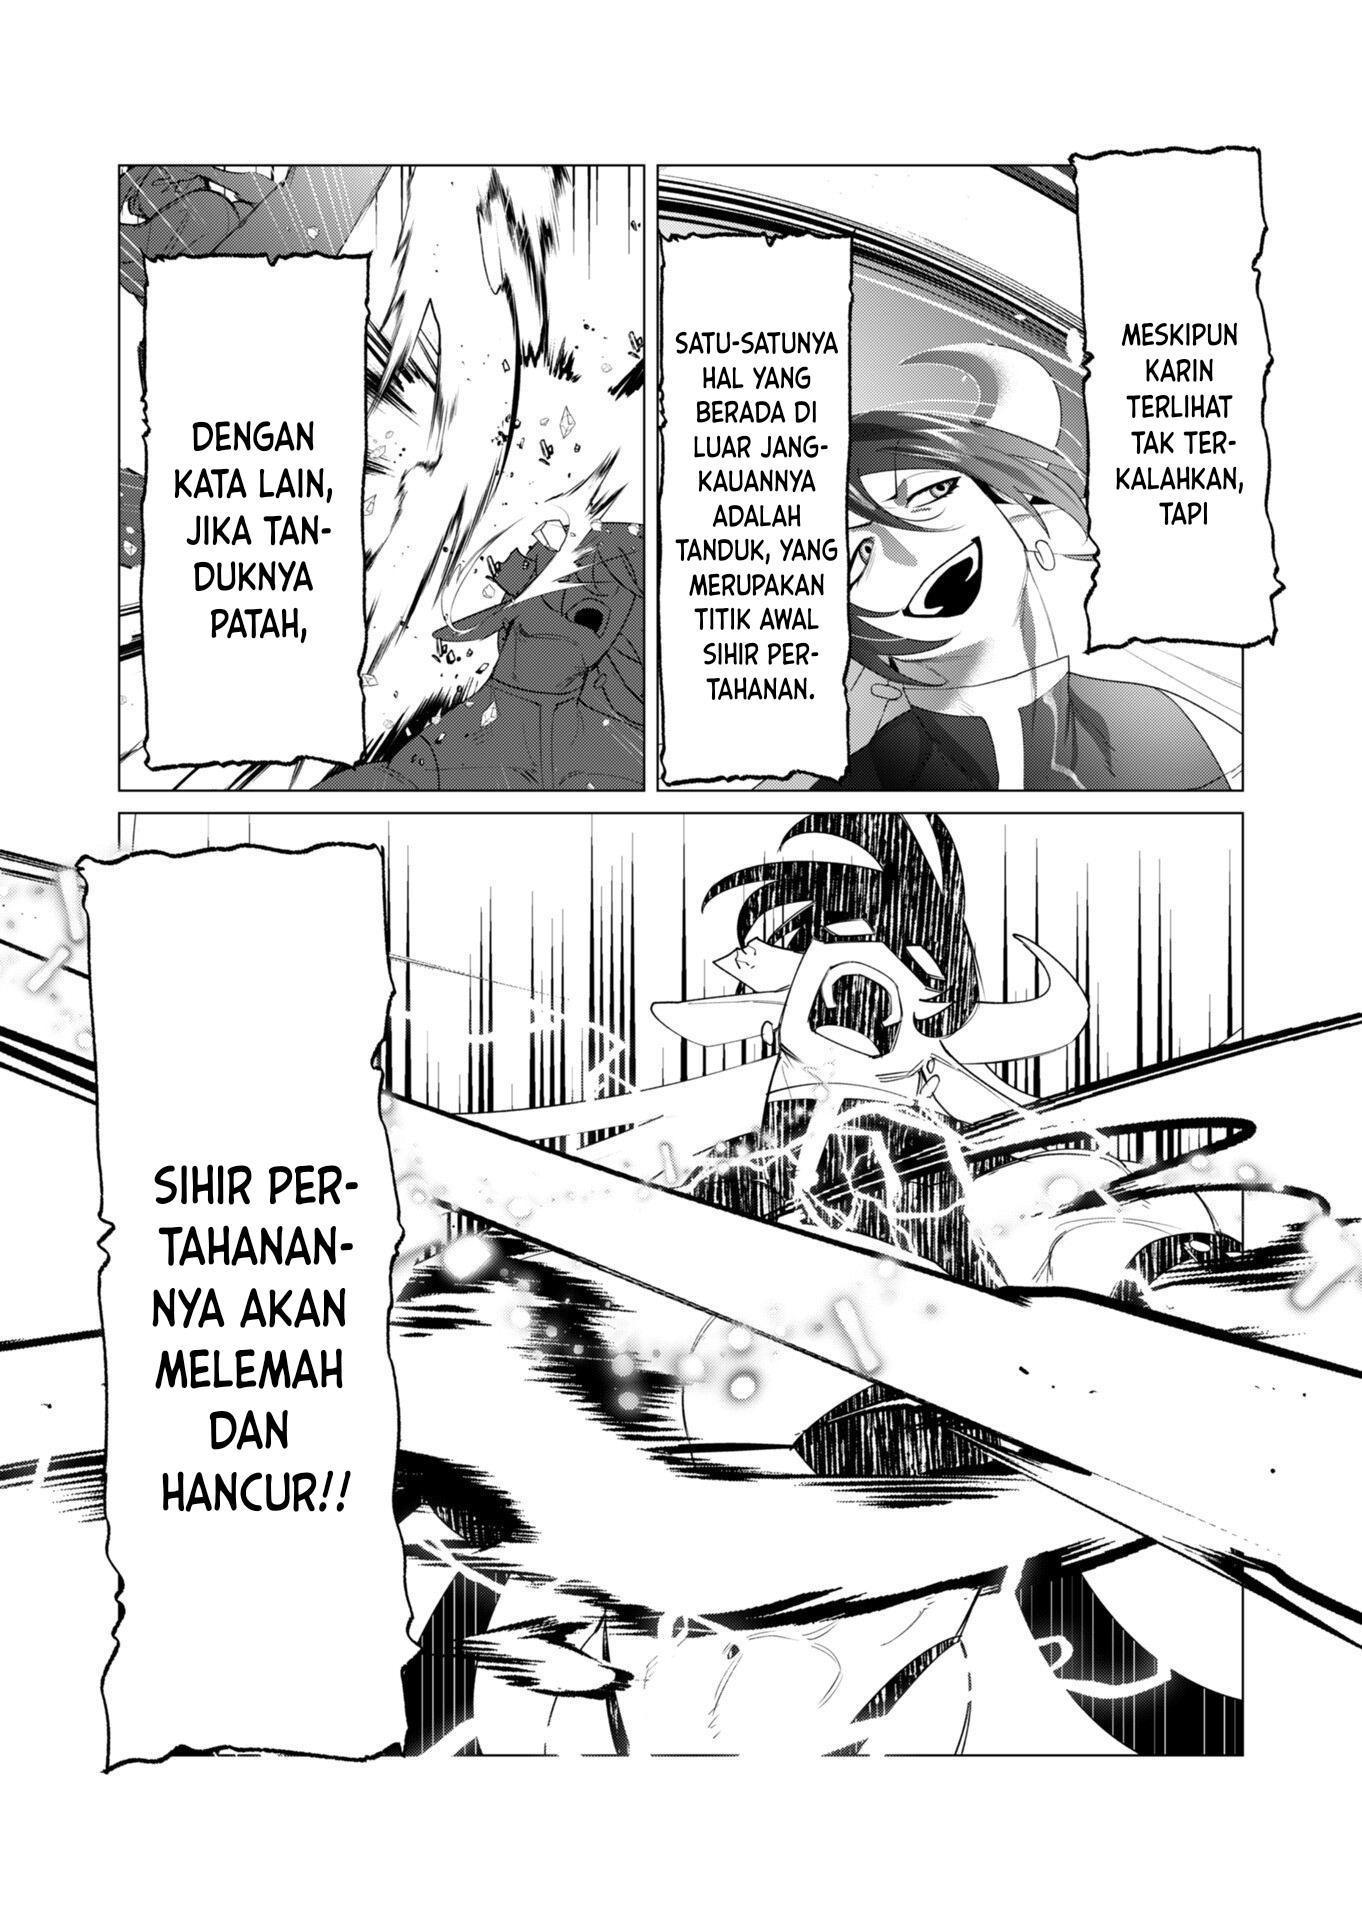 MESKIPUN
KARIN
TERLIHAT
TAK TER-
KALAHKAN,
TAPI
SATU-SATUNYA
HAL YANG
BERADA DI
LUAR JANG-
KAUANNYA
ADALAH
TANDUK, YANG
MERUPAKAN
TITIK AWAL
SIHIR PER-
TAHANAN.
DENGAN
KATA LAIN,
JIKA TAN-
DUKNYA
PATAH,
SIHIR PER-
TAHANAN-
NYA AKAN
MELEMAH
DAN
HANCUR!!